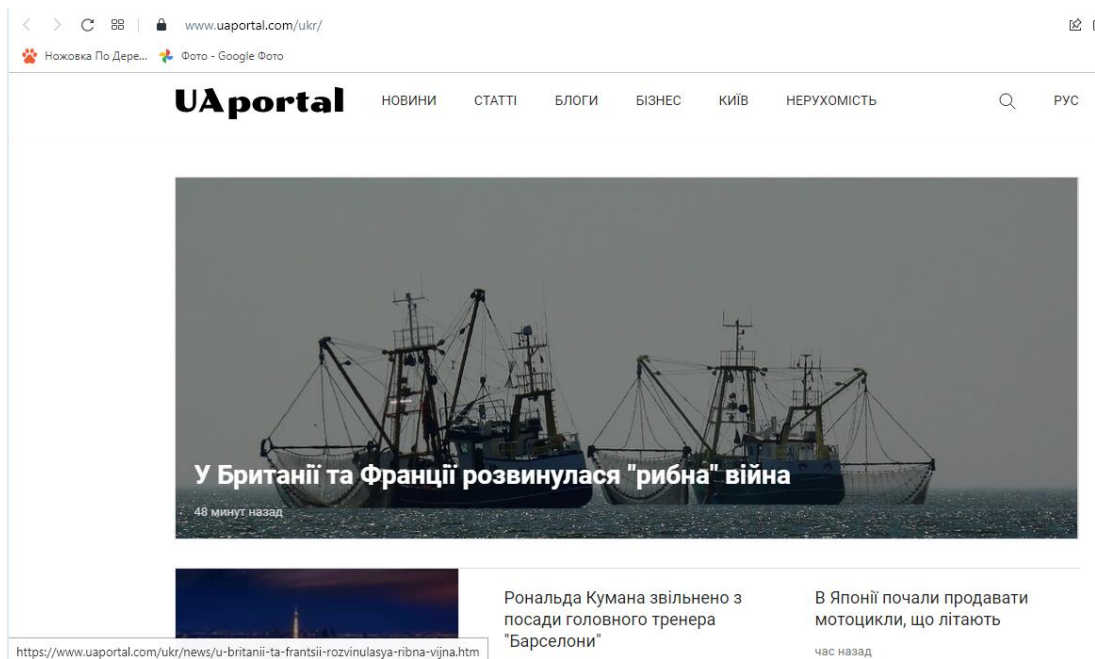 www.uaportal.com/ukr/
Ножовка По Дере... Фото - Google Фото
UAportal НОВИНИ СТАТТІ БЛОГИ БІЗНЕС КИЇВ НЕРУХОМІСТЬ РУС
У Британії та Франції розвинулася "рибна" війна
48 минут назад
Рональда Кумана звільнено з
посади головного тренера
"Барселони"
В Японії почали продавати
мотоцикли, що літають
час назад
https://www.uaportal.com/ukr/news/u-britanii-ta-frantsii-rozvinulasya-ribna-vijna.htm